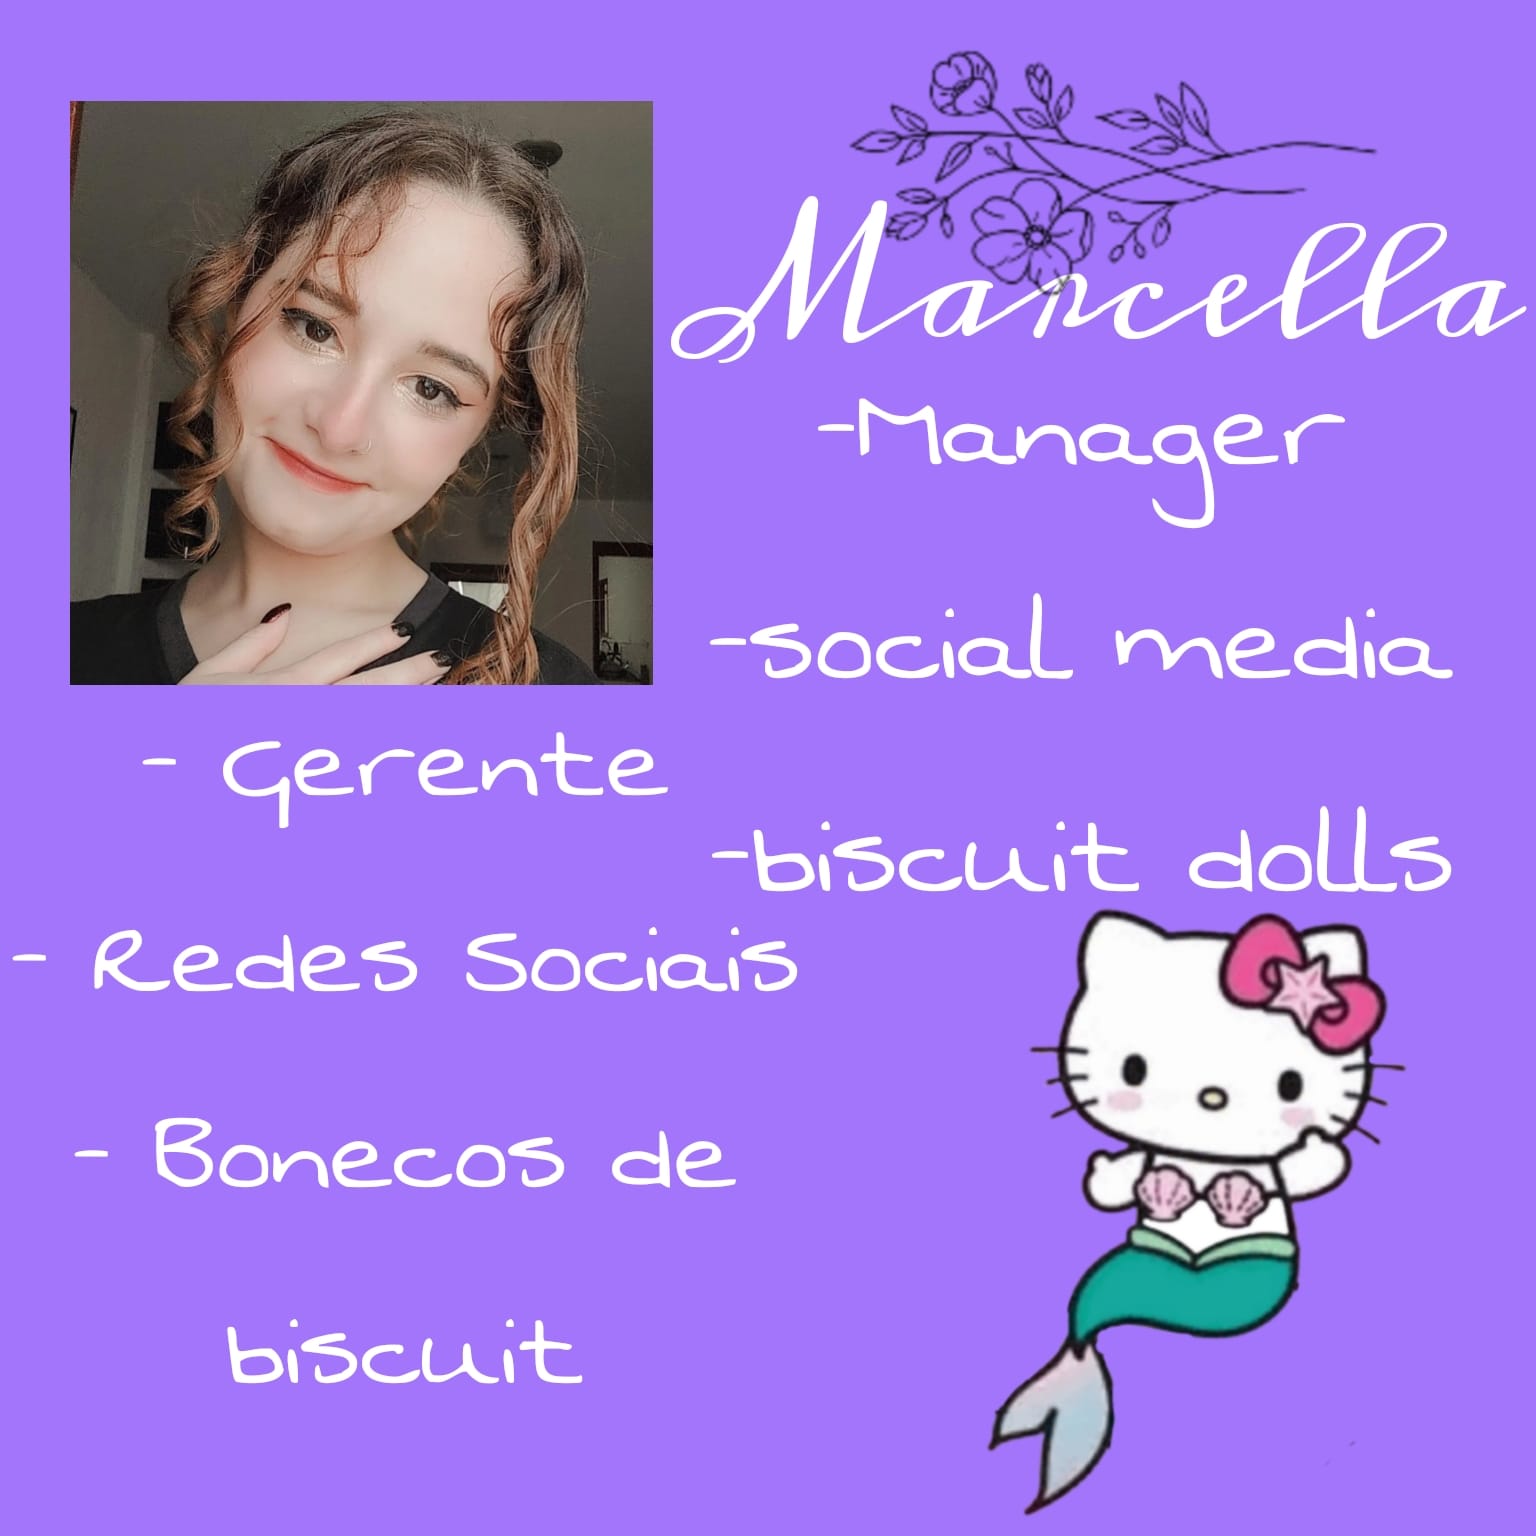 Marcella
-Manager
-social media
-biscuit dolls
- Gerente
- Redes Sociais
- Bonecos de
biscuit